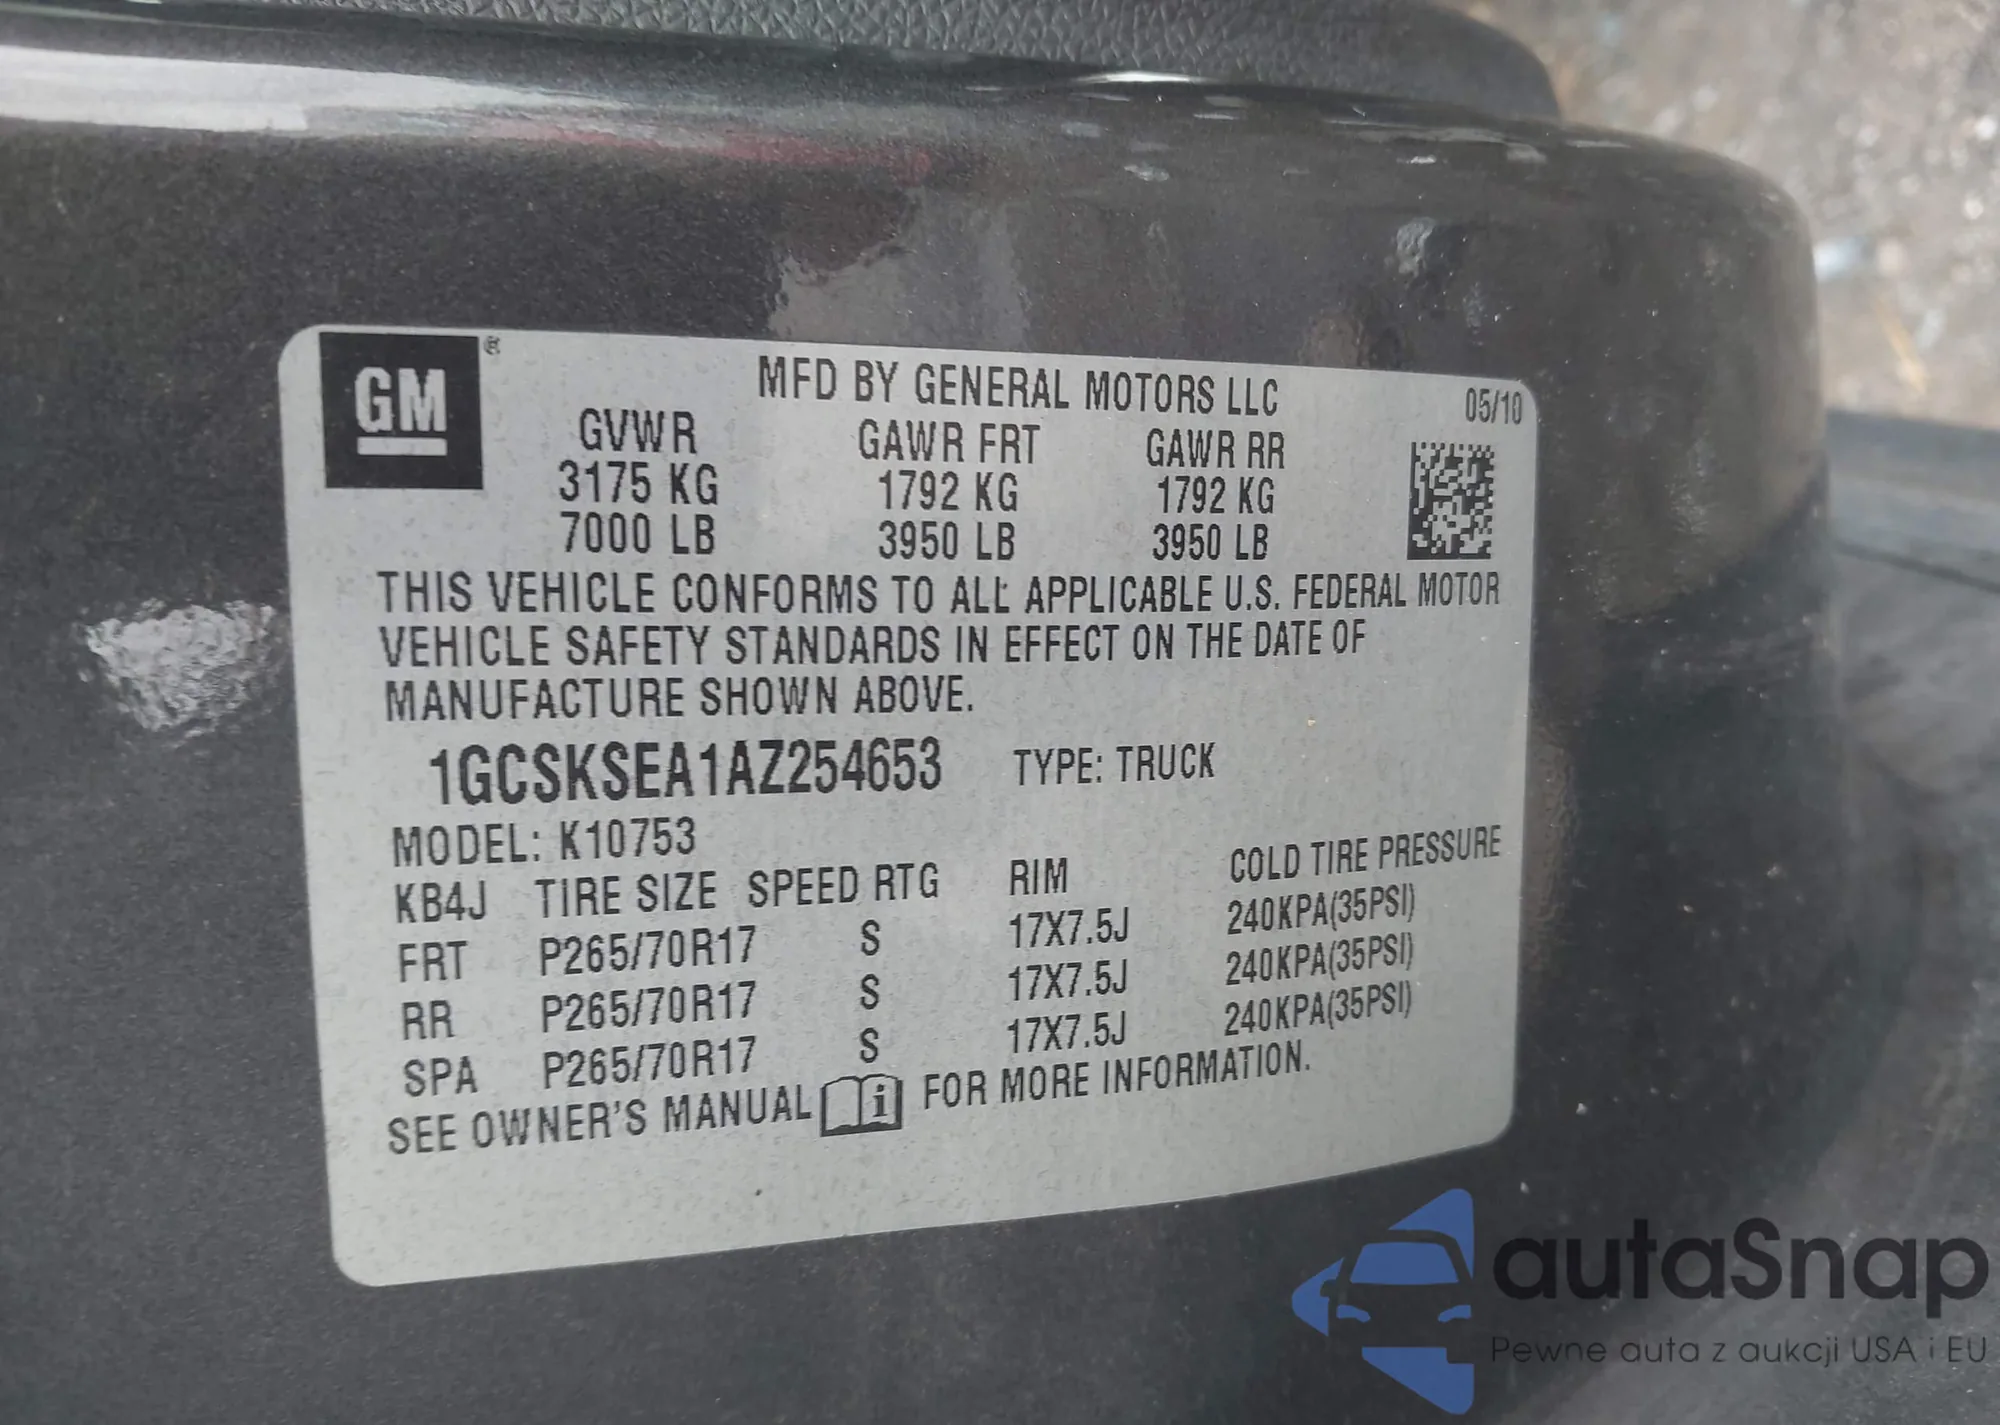 GM®
MFD BY GENERAL MOTORS LLC 05/10
GVWR GAWR FRT GAWR RR
3175 KG 1792 KG 1792 KG
7000 LB 3950 LB 3950 LB
THIS VEHICLE CONFORMS TO ALL APPLICABLE U.S. FEDERAL MOTOR
VEHICLE SAFETY STANDARDS IN EFFECT ON THE DATE OF
MANUFACTURE SHOWN ABOVE.
1GCSKSEA1AZ254653 TYPE: TRUCK
MODEL: K10753
KB4J TIRE SIZE SPEED RTG RIM COLD TIRE PRESSURE
FRT P265/70R17 S 17X7.5J 240KPA(35PSI)
RR P265/70R17 S 17X7.5J 240KPA(35PSI)
SPA P265/70R17 S 17X7.5J 240KPA(35PSI)
SEE OWNER'S MANUAL i FOR MORE INFORMATION.
autaSnap
Pewne auta z aukcji USA i EU